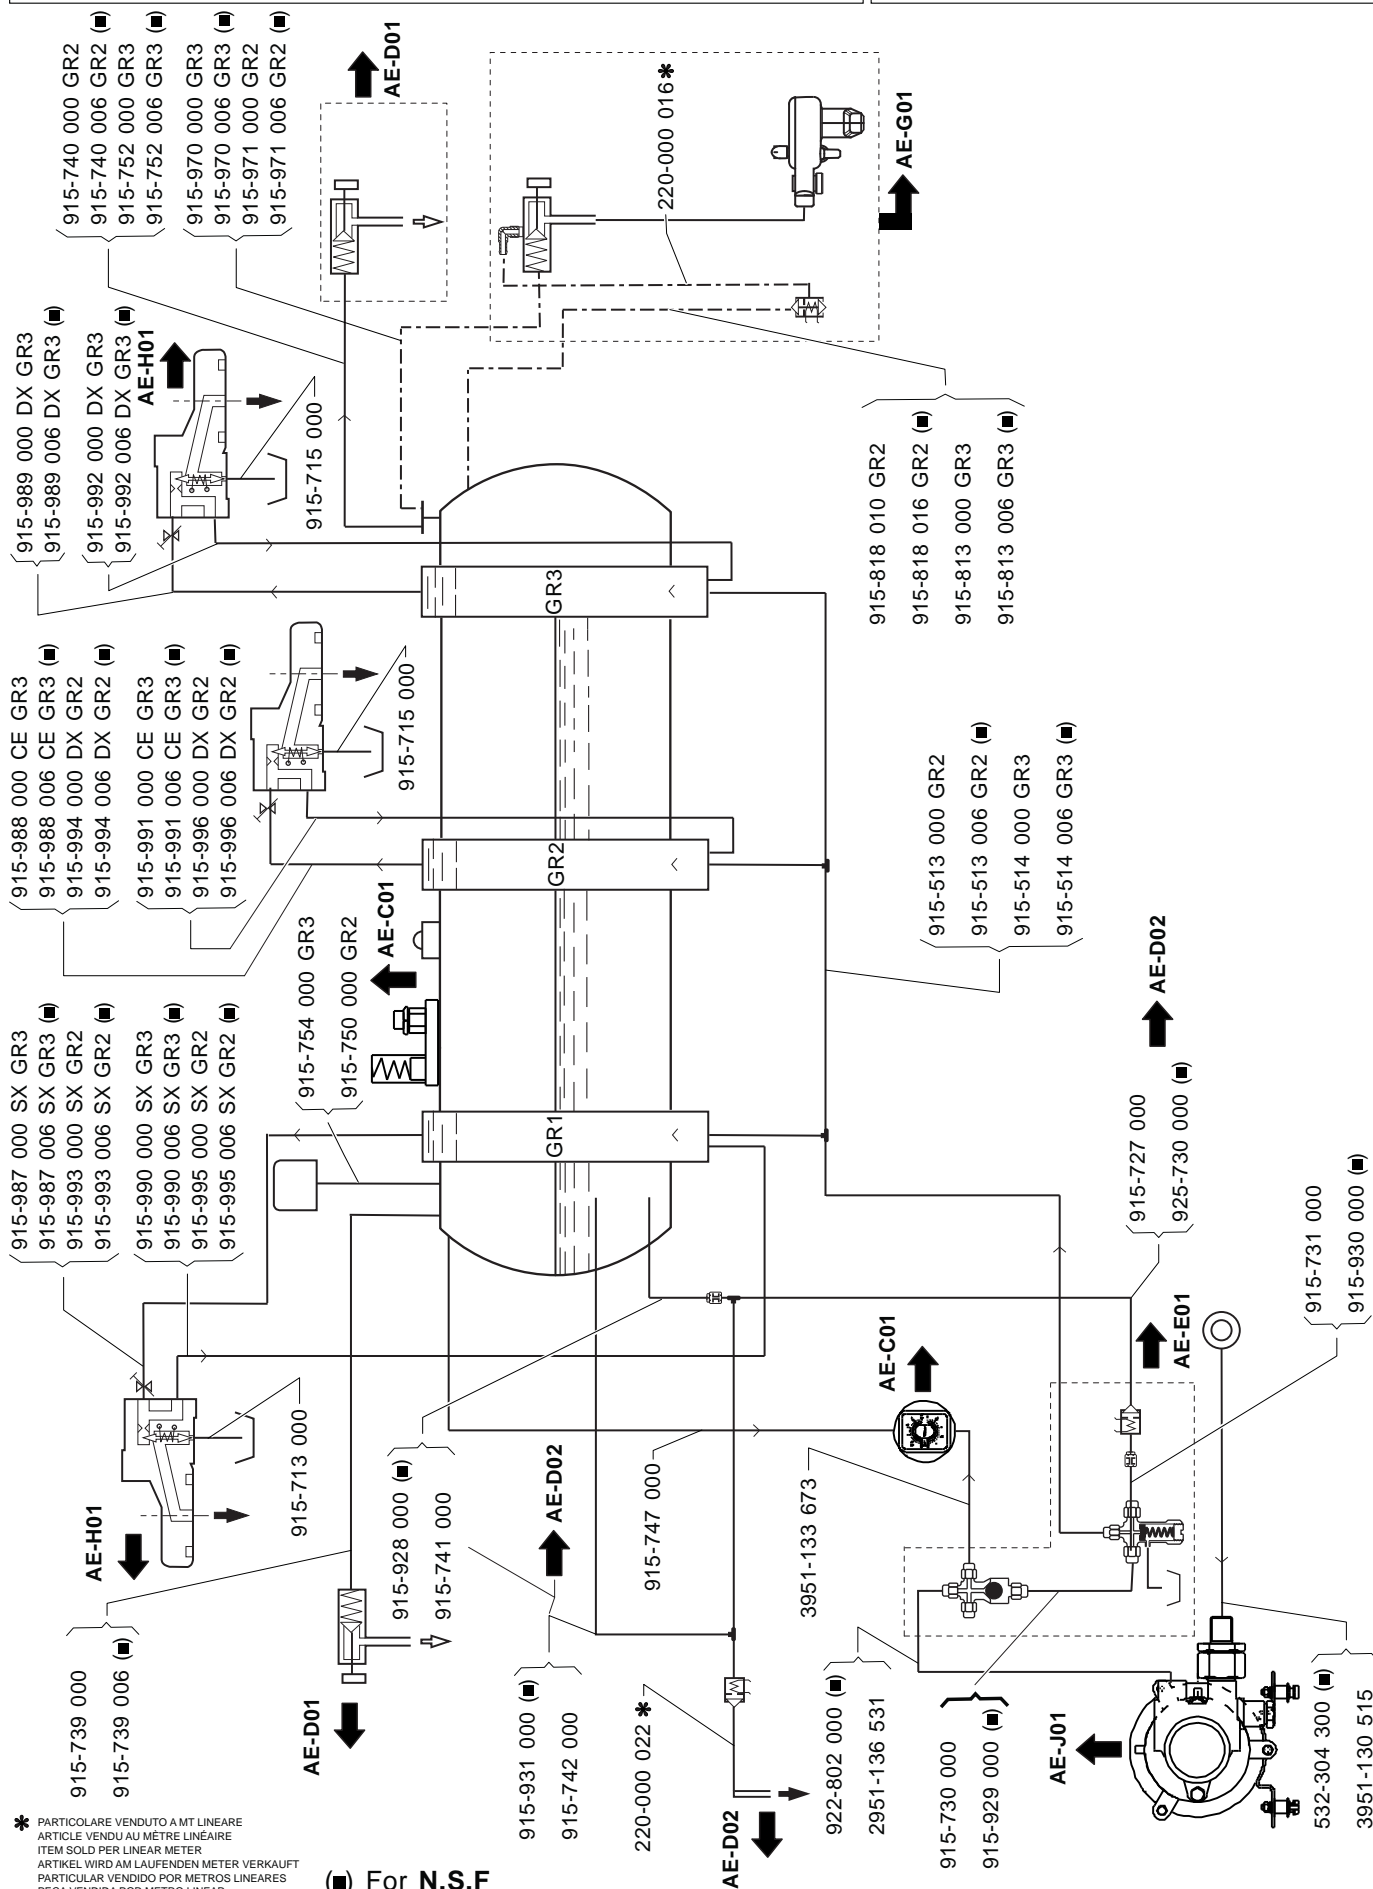 915-740 000 GR2
915-740 006 GR2 (■)
915-752 000 GR3
915-752 006 GR3 (■)
915-970 000 GR3
915-970 006 GR3 (■)
915-971 000 GR2
915-971 006 GR2 (■)
AE-D01
220-000 016*
AE-G01
915-989 000 DX GR3
915-989 006 DX GR3 (■)
915-992 000 DX GR3
915-992 006 DX GR3 (■)
AE-H01
915-715 000
915-818 010 GR2
915-818 016 GR2 (■)
915-813 000 GR3
915-813 006 GR3 (■)
GR3
915-988 000 CE GR3
915-988 006 CE GR3 (■)
915-994 000 DX GR2
915-994 006 DX GR2 (■)
915-991 000 CE GR3
915-991 006 CE GR3 (■)
915-996 000 DX GR2
915-996 006 DX GR2 (■)
915-715 000
GR2
915-513 000 GR2
915-513 006 GR2 (■)
915-514 000 GR3
915-514 006 GR3 (■)
AE-C01
915-754 000 GR3
915-750 000 GR2
915-987 000 SX GR3
915-987 006 SX GR3 (■)
915-993 000 SX GR2
915-993 006 SX GR2 (■)
915-990 000 SX GR3
915-990 006 SX GR3 (■)
915-995 000 SX GR2
915-995 006 SX GR2 (■)
GR1
AE-D02
915-727 000
925-730 000 (■)
915-731 000
915-930 000 (■)
AE-E01
AE-C01
AE-H01
915-713 000
915-928 000 (■)
915-741 000
AE-D02
915-747 000
3951-133 673
915-739 000
915-739 006 (■)
AE-D01
915-931 000 (■)
915-742 000
220-000 022 *
AE-D02
922-802 000 (■)
2951-136 531
915-730 000
915-929 000 (■)
AE-J01
532-304 300 (■)
3951-130 515
* PARTICOLARE VENDUTO A MT LINEARE
ARTICLE VENDU AU MÈTRE LINÉAIRE
ITEM SOLD PER LINEAR METER
ARTIKEL WIRD AM LAUFENDEN METER VERKAUFT
PARTICULAR VENDIDO POR METROS LINEARES
(■) For N.S.F